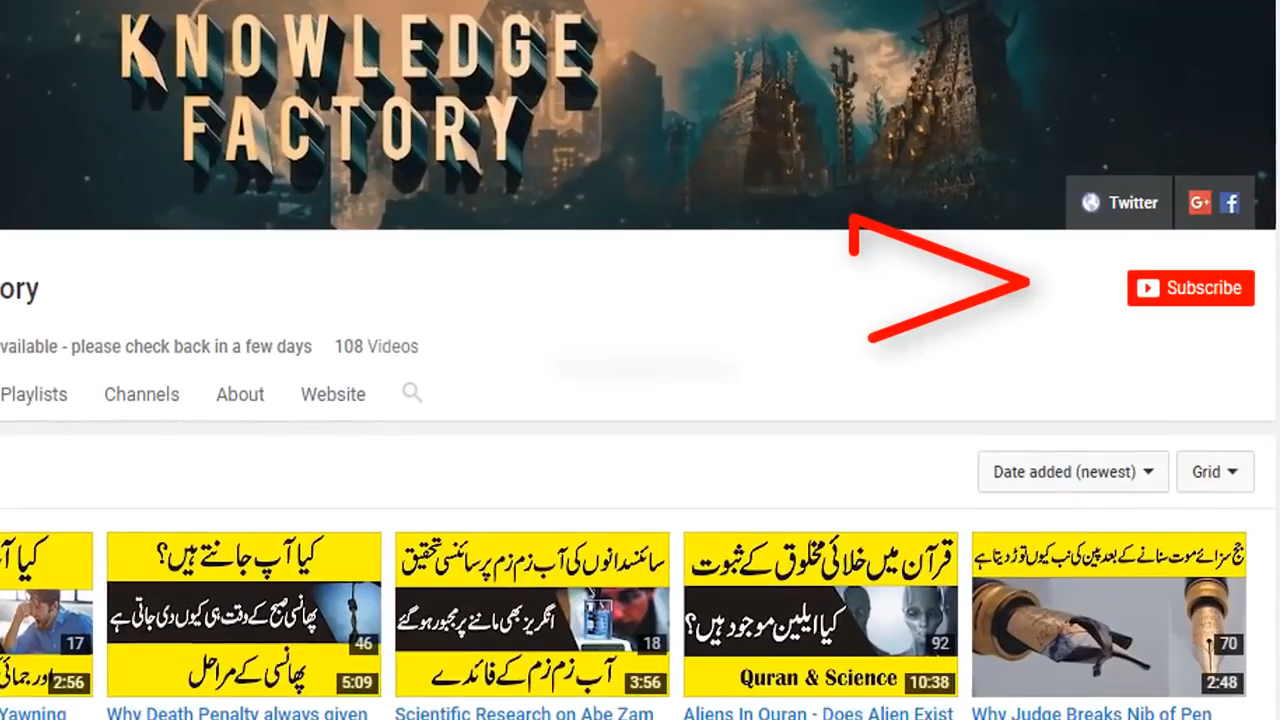 KNOWLEDGE
FACTORY
Twitter
G+ f
ory
Subscribe
vailable - please check back in a few days 108 Videos
Playlists Channels About Website
Date added (newest) Grid
کیا آ
17
2:56
Yawning
کیا آپ جانتے ہیں؟
پھانسی صبح کے وقت ہی کیوں دی جاتی ہے
46
پھانسی کے مراحل
5:09
Why Death Penalty always given
سائنسدانوں کی آب زم زم پر سائنسی تحقیق
انگریز بھی ماننے پر مجبور ہو گئے
18
آب زم زم کے فائدے
3:56
Scientific Research on Abe Zam
قرآن میں خلائی مخلوق کے ثبوت
کیا ایلین موجود ہیں؟
92
Quran & Science
10:38
Aliens In Quran - Does Alien Exist
جج سزائے موت سنانے کے بعد پین کی نب کیوں توڑ دیتا ہے
70
2:48
Why Judge Breaks Nib of Pen